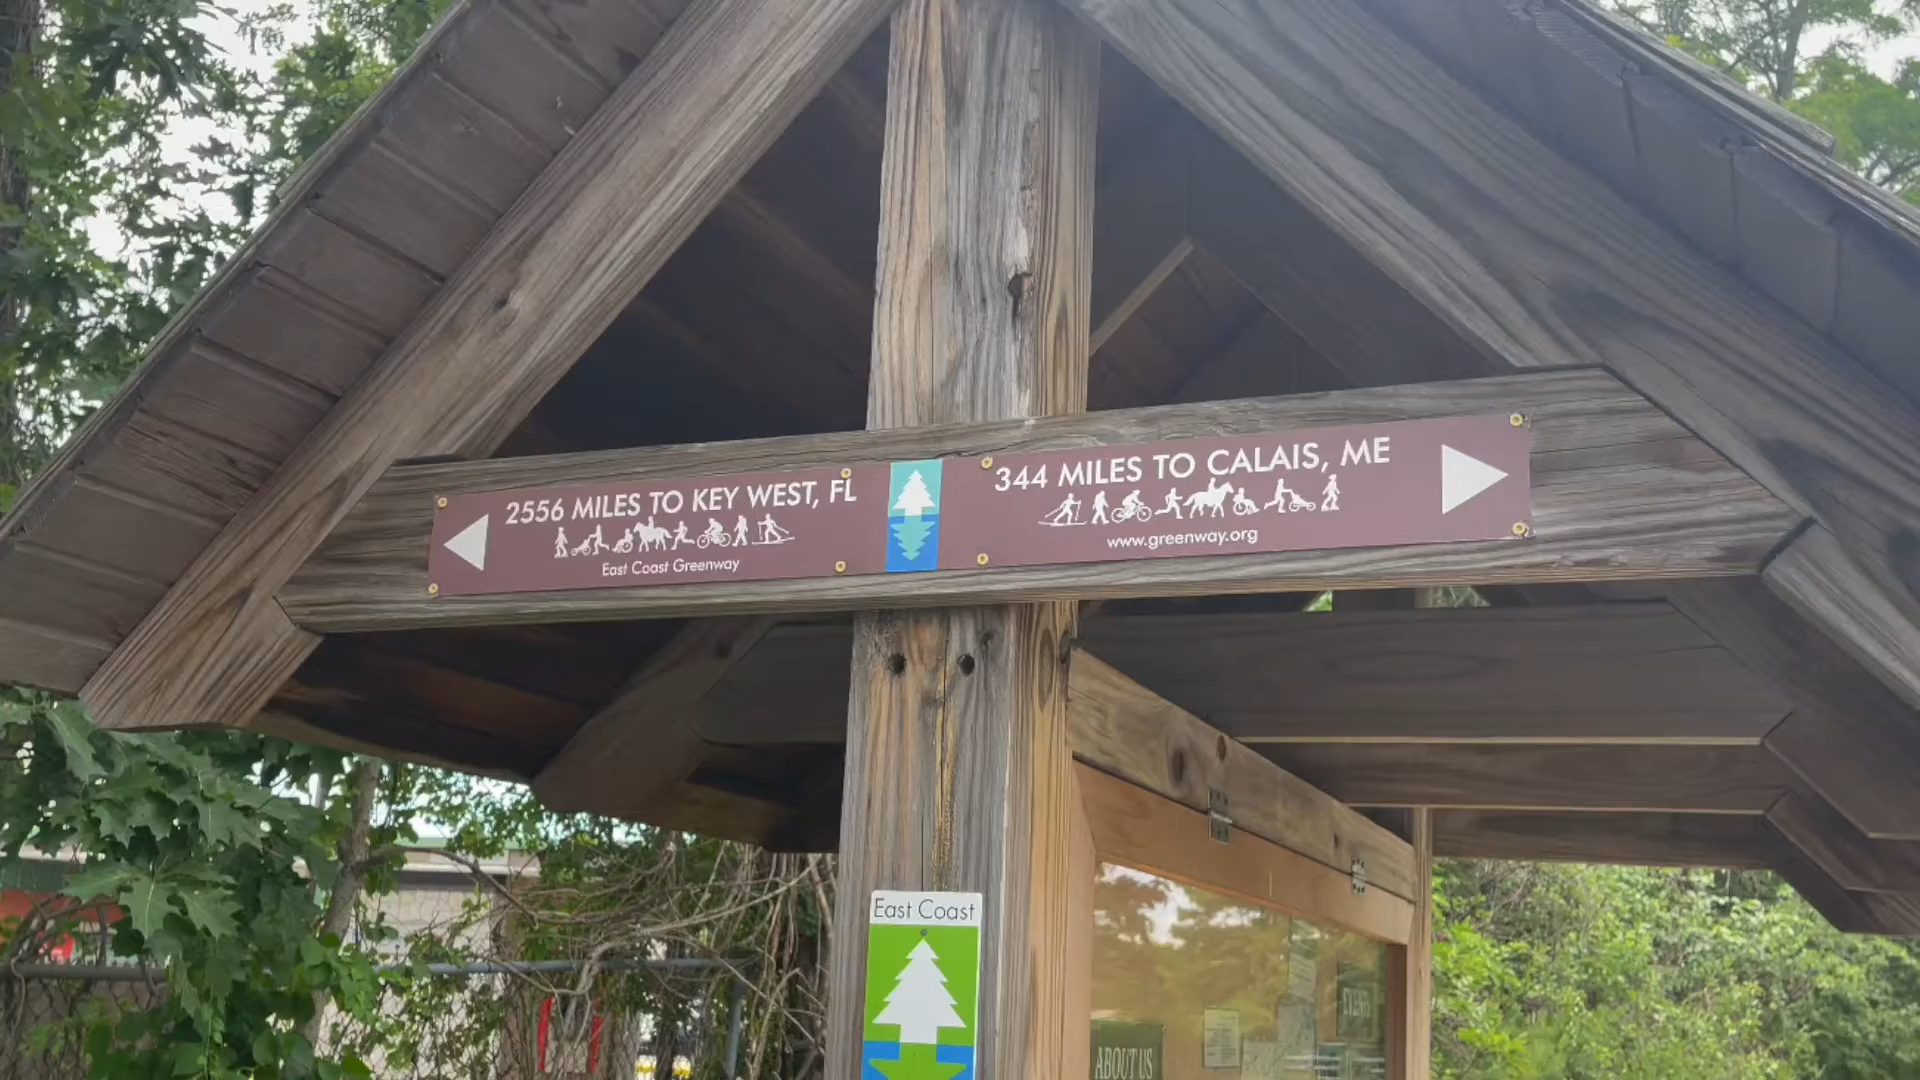 2556 MILES TO KEY WEST, FL
East Coast Greenway
344 MILES TO CALAIS, ME
www.greenway.org
East Coast
ABOUT US